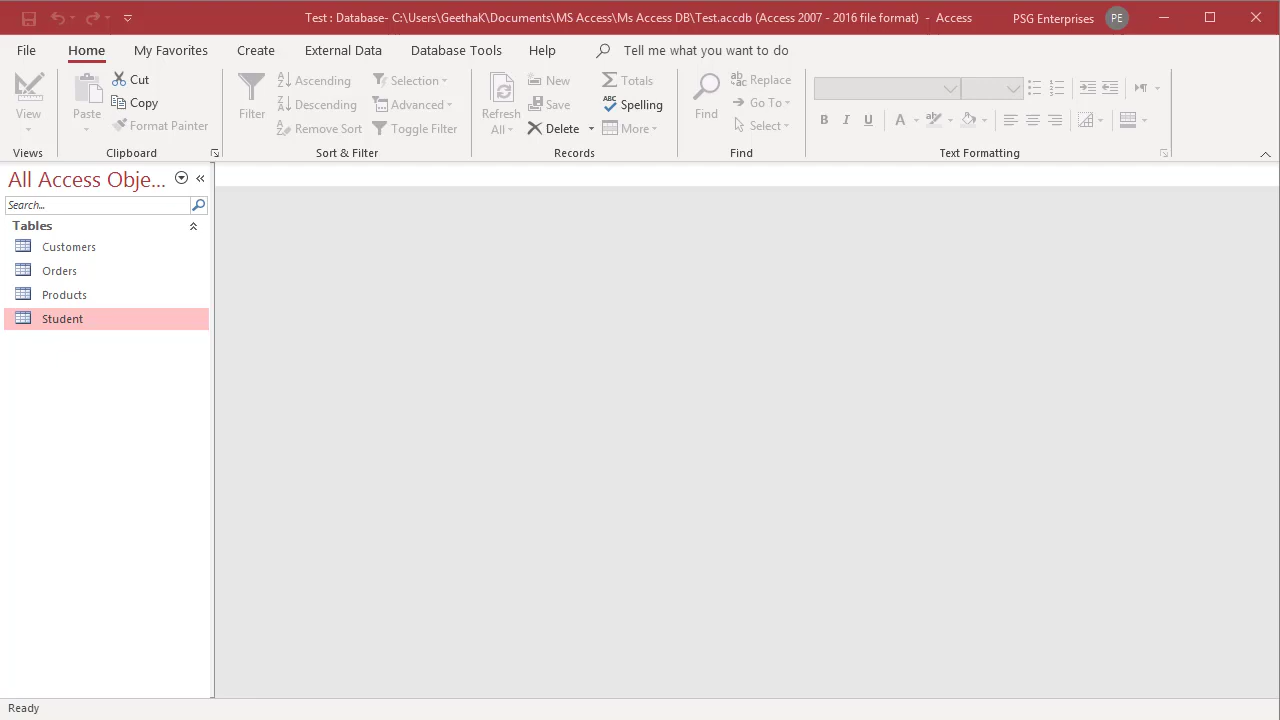 Test : Database- C:\Users\GeethaK\Documents\MS Access\Ms Access DB\Test.accdb (Access 2007 - 2016 file format) - Access
PSG Enterprises PE
File Home My Favorites Create External Data Database Tools Help Tell me what you want to do
View
Views
Paste
Cut
Copy
Format Painter
Clipboard
Filter
Ascending
Descending
Remove Sort
Selection
Advanced
Toggle Filter
Sort & Filter
Refresh
All
New
Save
Delete
Totals
Spelling
More
Records
Find
Replace
Go To
Select
Find
B I U A
Text Formatting
All Access Obje...
Search...
Tables
Customers
Orders
Products
Student
Ready